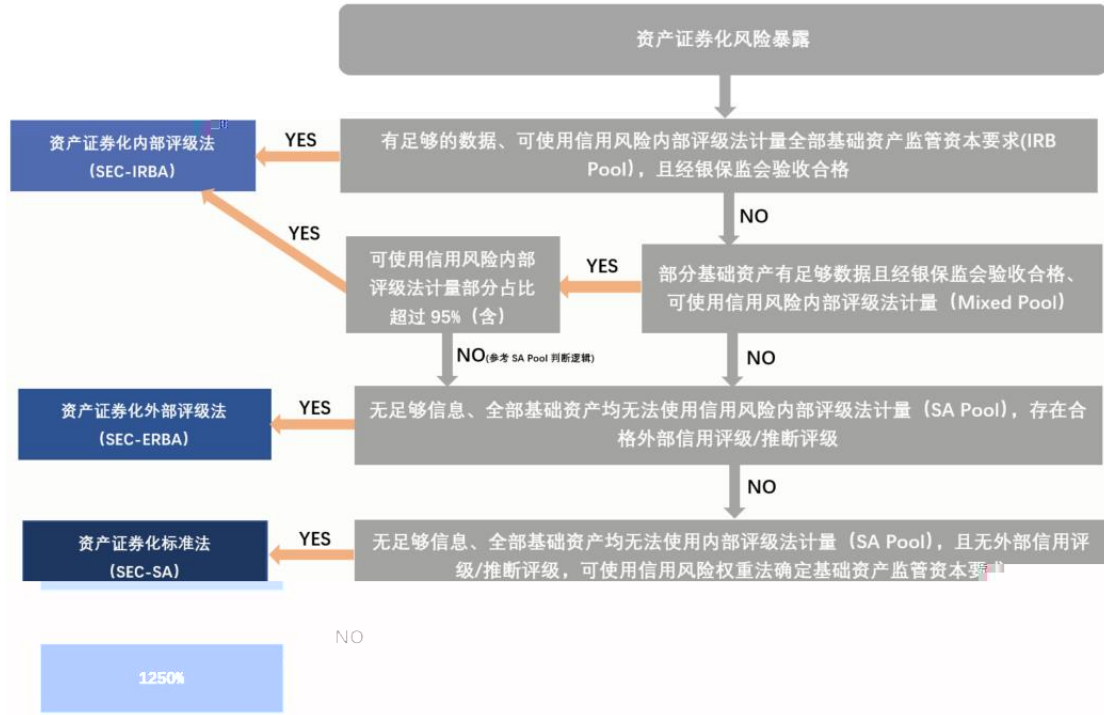 资产证券化风险暴露
资产证券化内部评级法
(SEC-IRBA)
YES
有足够的数据、可使用信用风险内部评级法计量全部基础资产监管资本要求(IRB
Pool)，且经银保监会验收合格
NO
YES
可使用信用风险内部
评级法计量部分占比
超过 95%（含）
YES
部分基础资产有足够数据且经银保监会验收合格、
可使用信用风险内部评级法计量（Mixed Pool）
NO(参考 SA Pool 判断逻辑)
NO
资产证券化外部评级法
(SEC-ERBA)
YES
无足够信息、全部基础资产均无法使用信用风险内部评级法计量（SA Pool)，存在合
格外部信用评级/推断评级
NO
资产证券化标准法
(SEC-SA)
YES
无足够信息、全部基础资产均无法使用内部评级法计量（SA Pool)，且无外部信用评
级/推断评级，可使用信用风险权重法确定基础资产监管资本要
NO
1250%